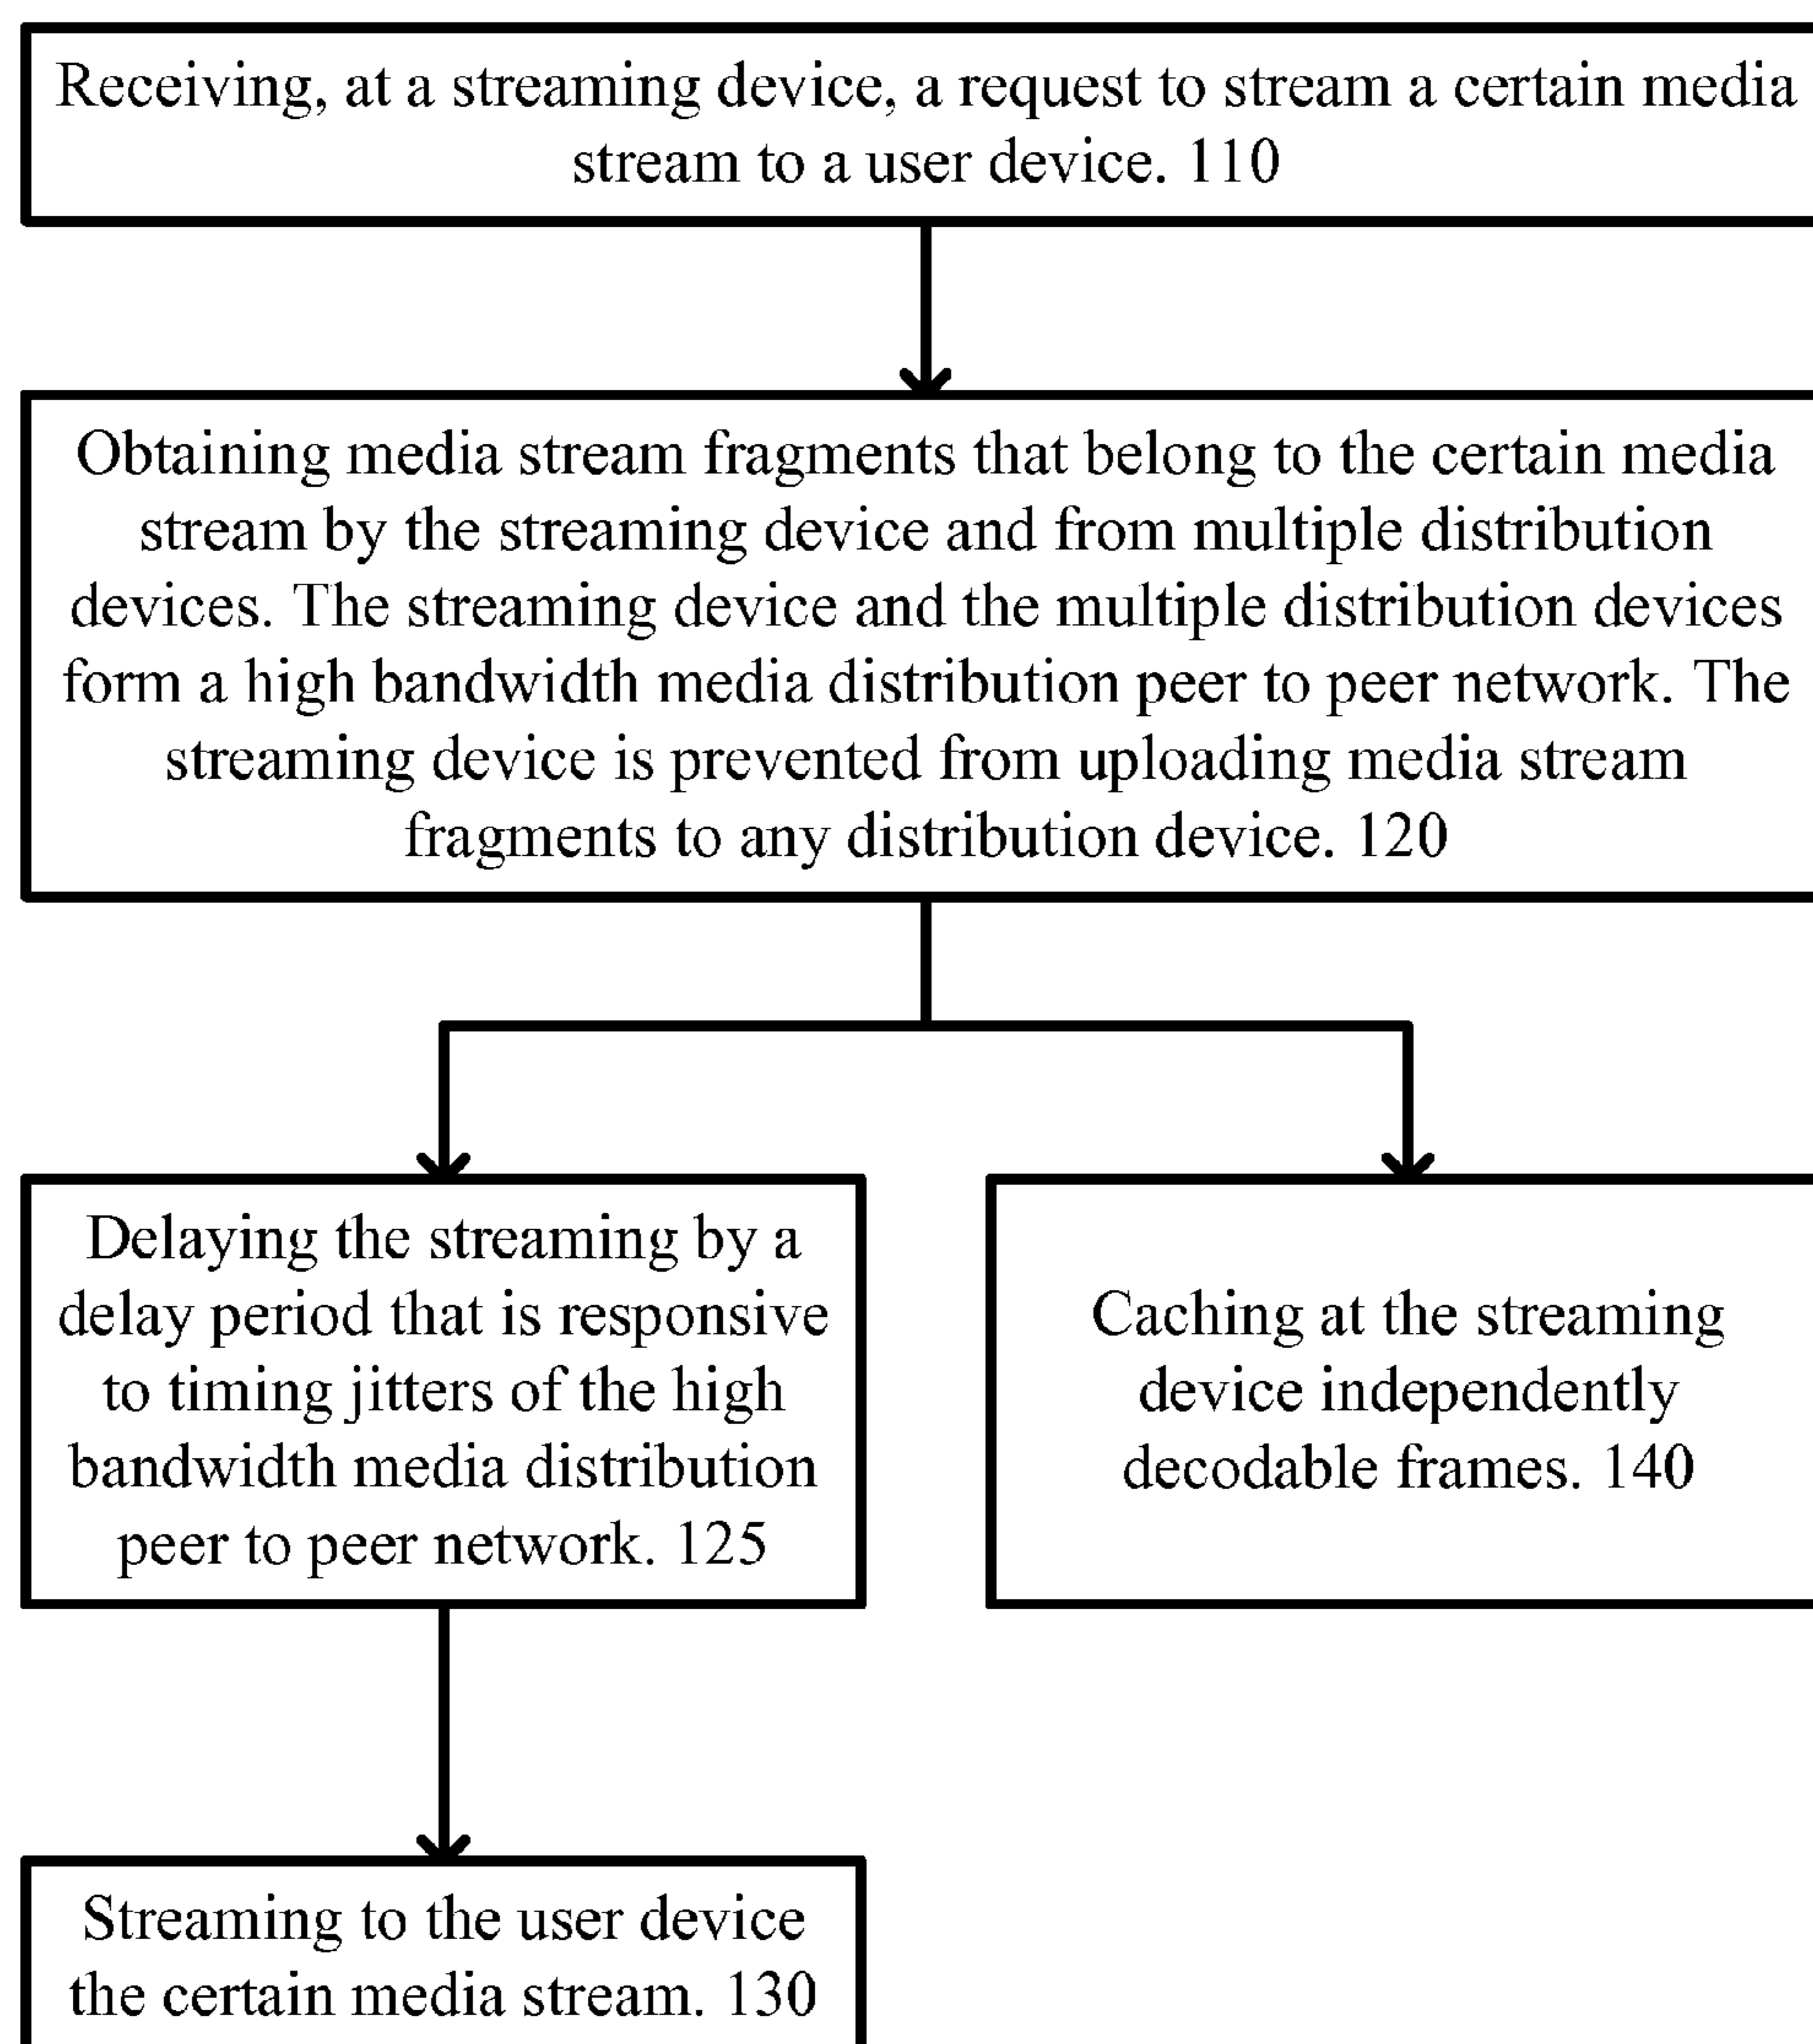 Receiving, at a streaming device, a request to stream a certain media
stream to a user device. 110
Obtaining media stream fragments that belong to the certain media
stream by the streaming device and from multiple distribution
devices. The streaming device and the multiple distribution devices
form a high bandwidth media distribution peer to peer network. The
streaming device is prevented from uploading media stream
fragments to any distribution device. 120
Delaying the streaming by a
delay period that is responsive
to timing jitters of the high
bandwidth media distribution
peer to peer network. 125
Caching at the streaming
device independently
decodable frames. 140
Streaming to the user device
the certain media stream. 130